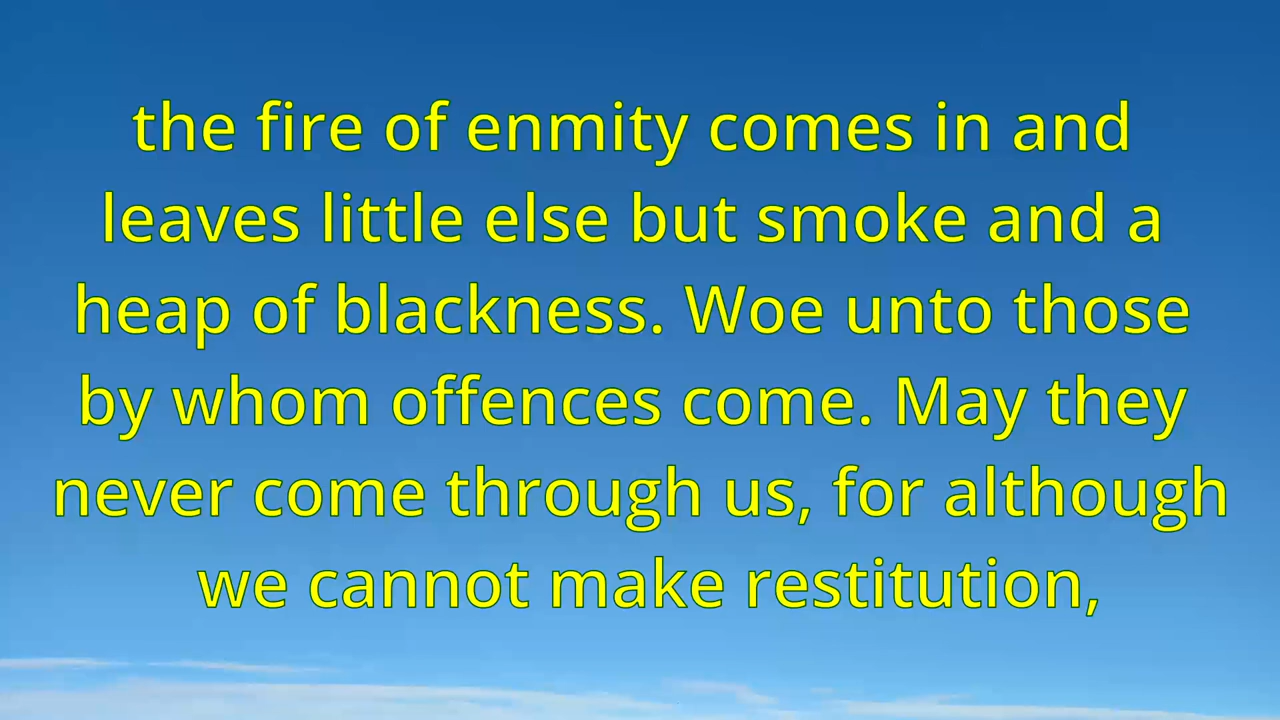 the fire of enmity comes in and
leaves little else but smoke and a
heap of blackness. Woe unto those
by whom offences come. May they
never come through us, for although
we cannot make restitution,